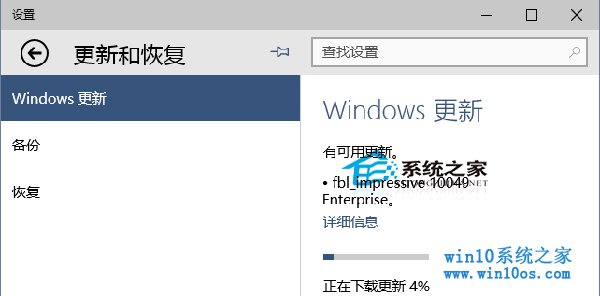 设置
更新和恢复
查找设置
Windows 更新
备份
恢复
Windows 更新
有可用更新。
• fbl_impressive 10049
Enterprise。
详细信息
正在下载更新 4%
系统之家
win10系统之家
www.win10os.com